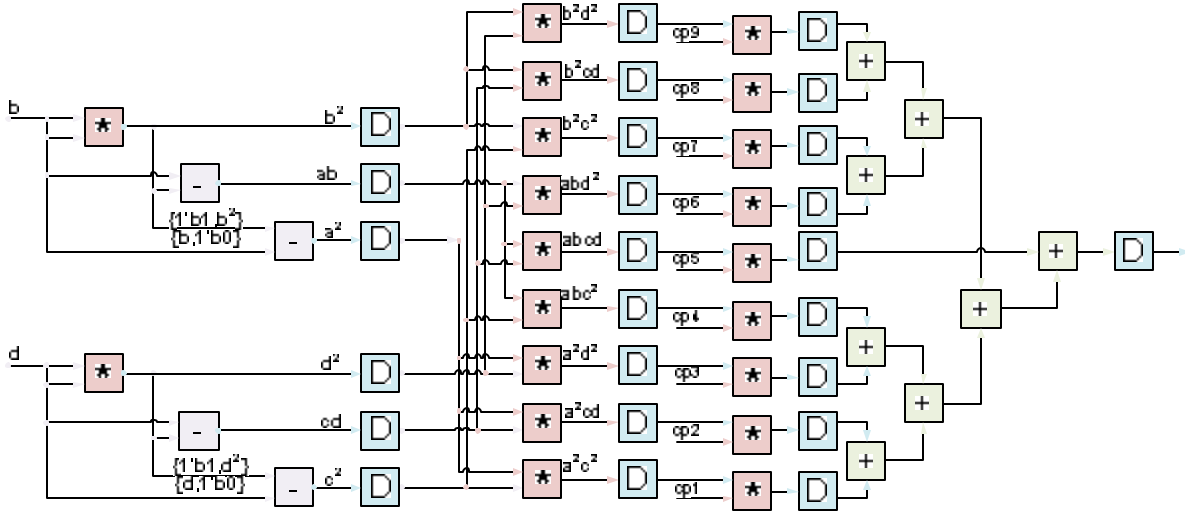 b²d² D cp9 * D
* b²cd D cp8 * D +
b * b² D * b²c² D cp7 * D +
- ab D * abd² D cp6 * D +
{1'b1,b²}
{b,1'b0} - a² D * abcd D cp5 * D + D
* abc² D cp4 * D +
d * d² D * a²d² D cp3 * D +
- cd D * a²cd D cp2 * D +
{1'b1,d²}
{d,1'b0} - c² D * a²c² D cp1 * D +